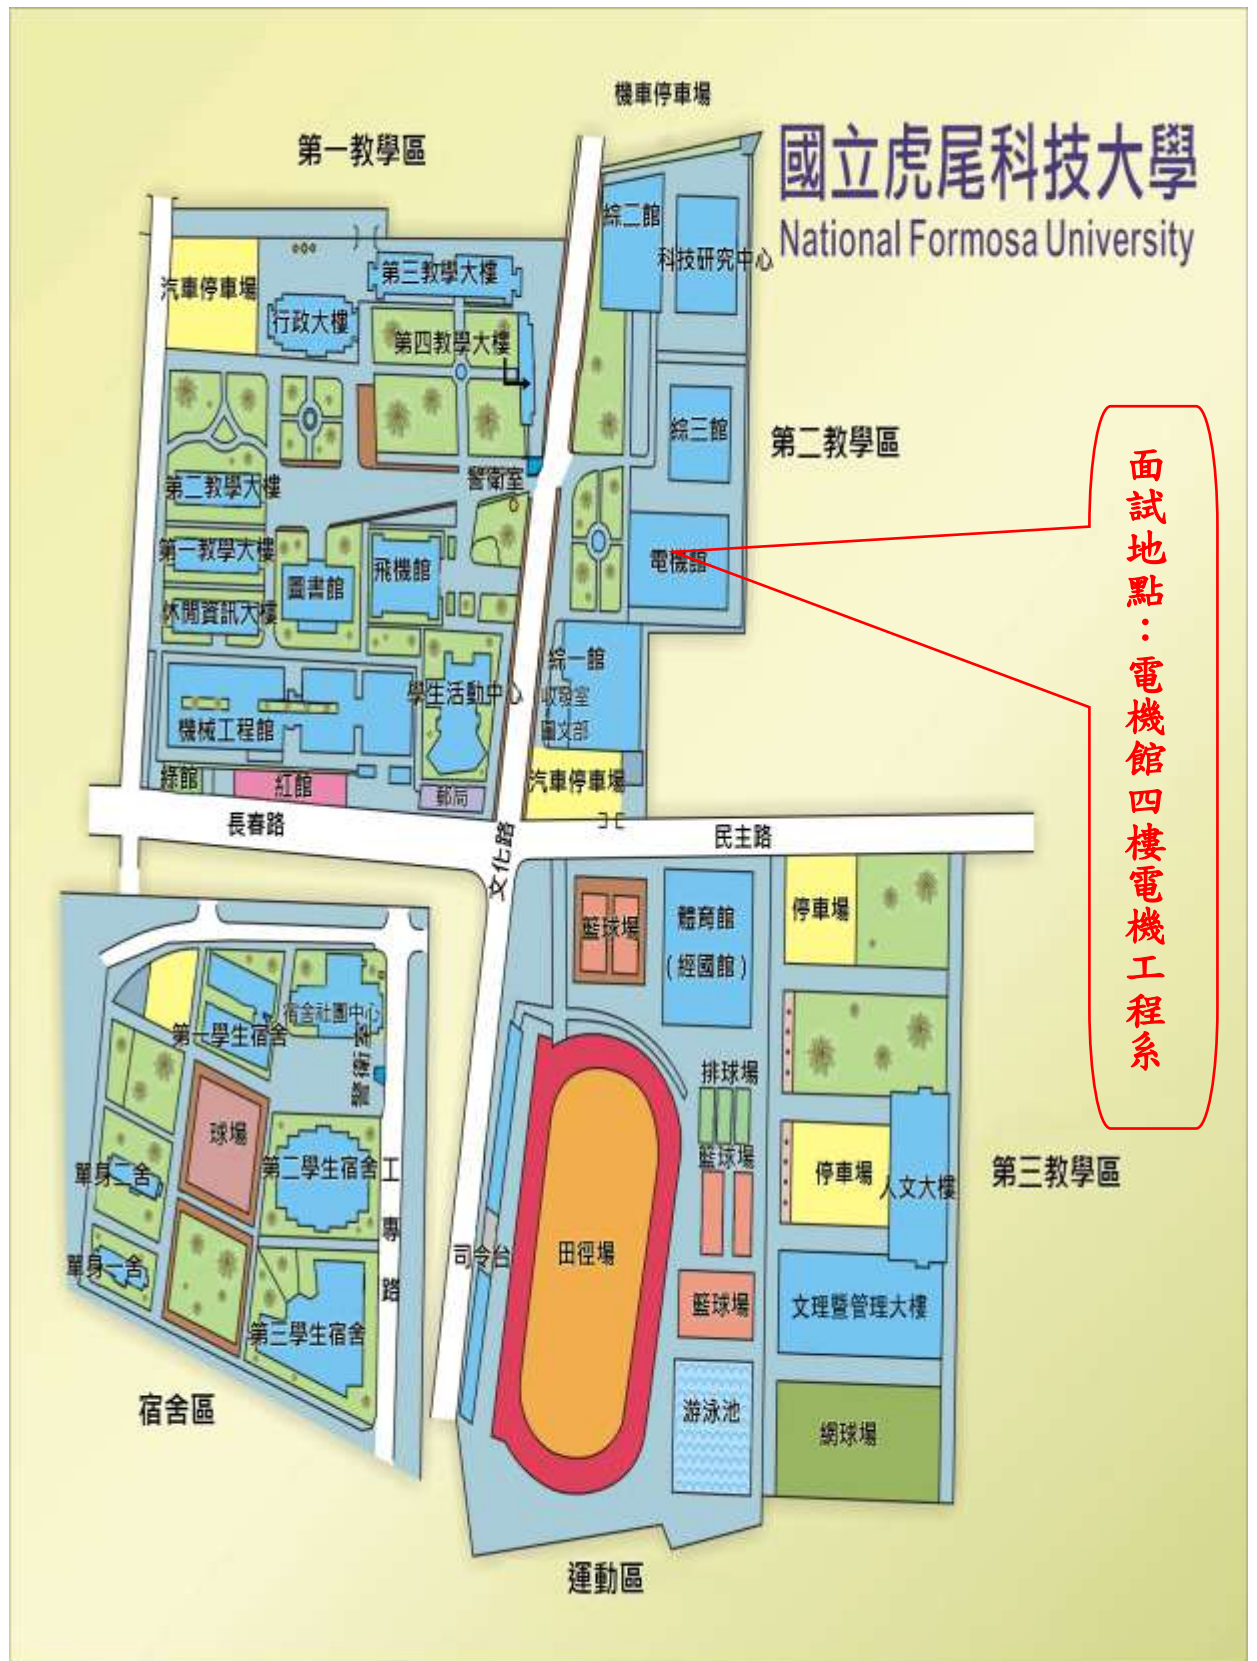 機車停車場
國立虎尾科技大學
National Formosa University
第一教學區
綜二館
科技研究中心
汽車停車場
第三教學大樓
行政大樓
第四教學大樓
綜三館
第二教學區
警衛室
第二教學大樓
第一教學大樓
圖書館
飛機館
電機館
休閒資訊大樓
綜一館
收發室
圖文部
學生活動中心
機械工程館
綠館
紅館
郵局
汽車停車場
長春路
文化路
民主路
面試地點：電機館四樓電機工程系
籃球場
體育館
(經國館)
停車場
宿舍社團中心
第一學生宿舍
警衛室
排球場
籃球場
球場
第二學生宿舍
單身二舍
單身一舍
工專路
停車場
人文大樓
第三教學區
司令台
田徑場
籃球場
文理暨管理大樓
第三學生宿舍
宿舍區
游泳池
網球場
運動區